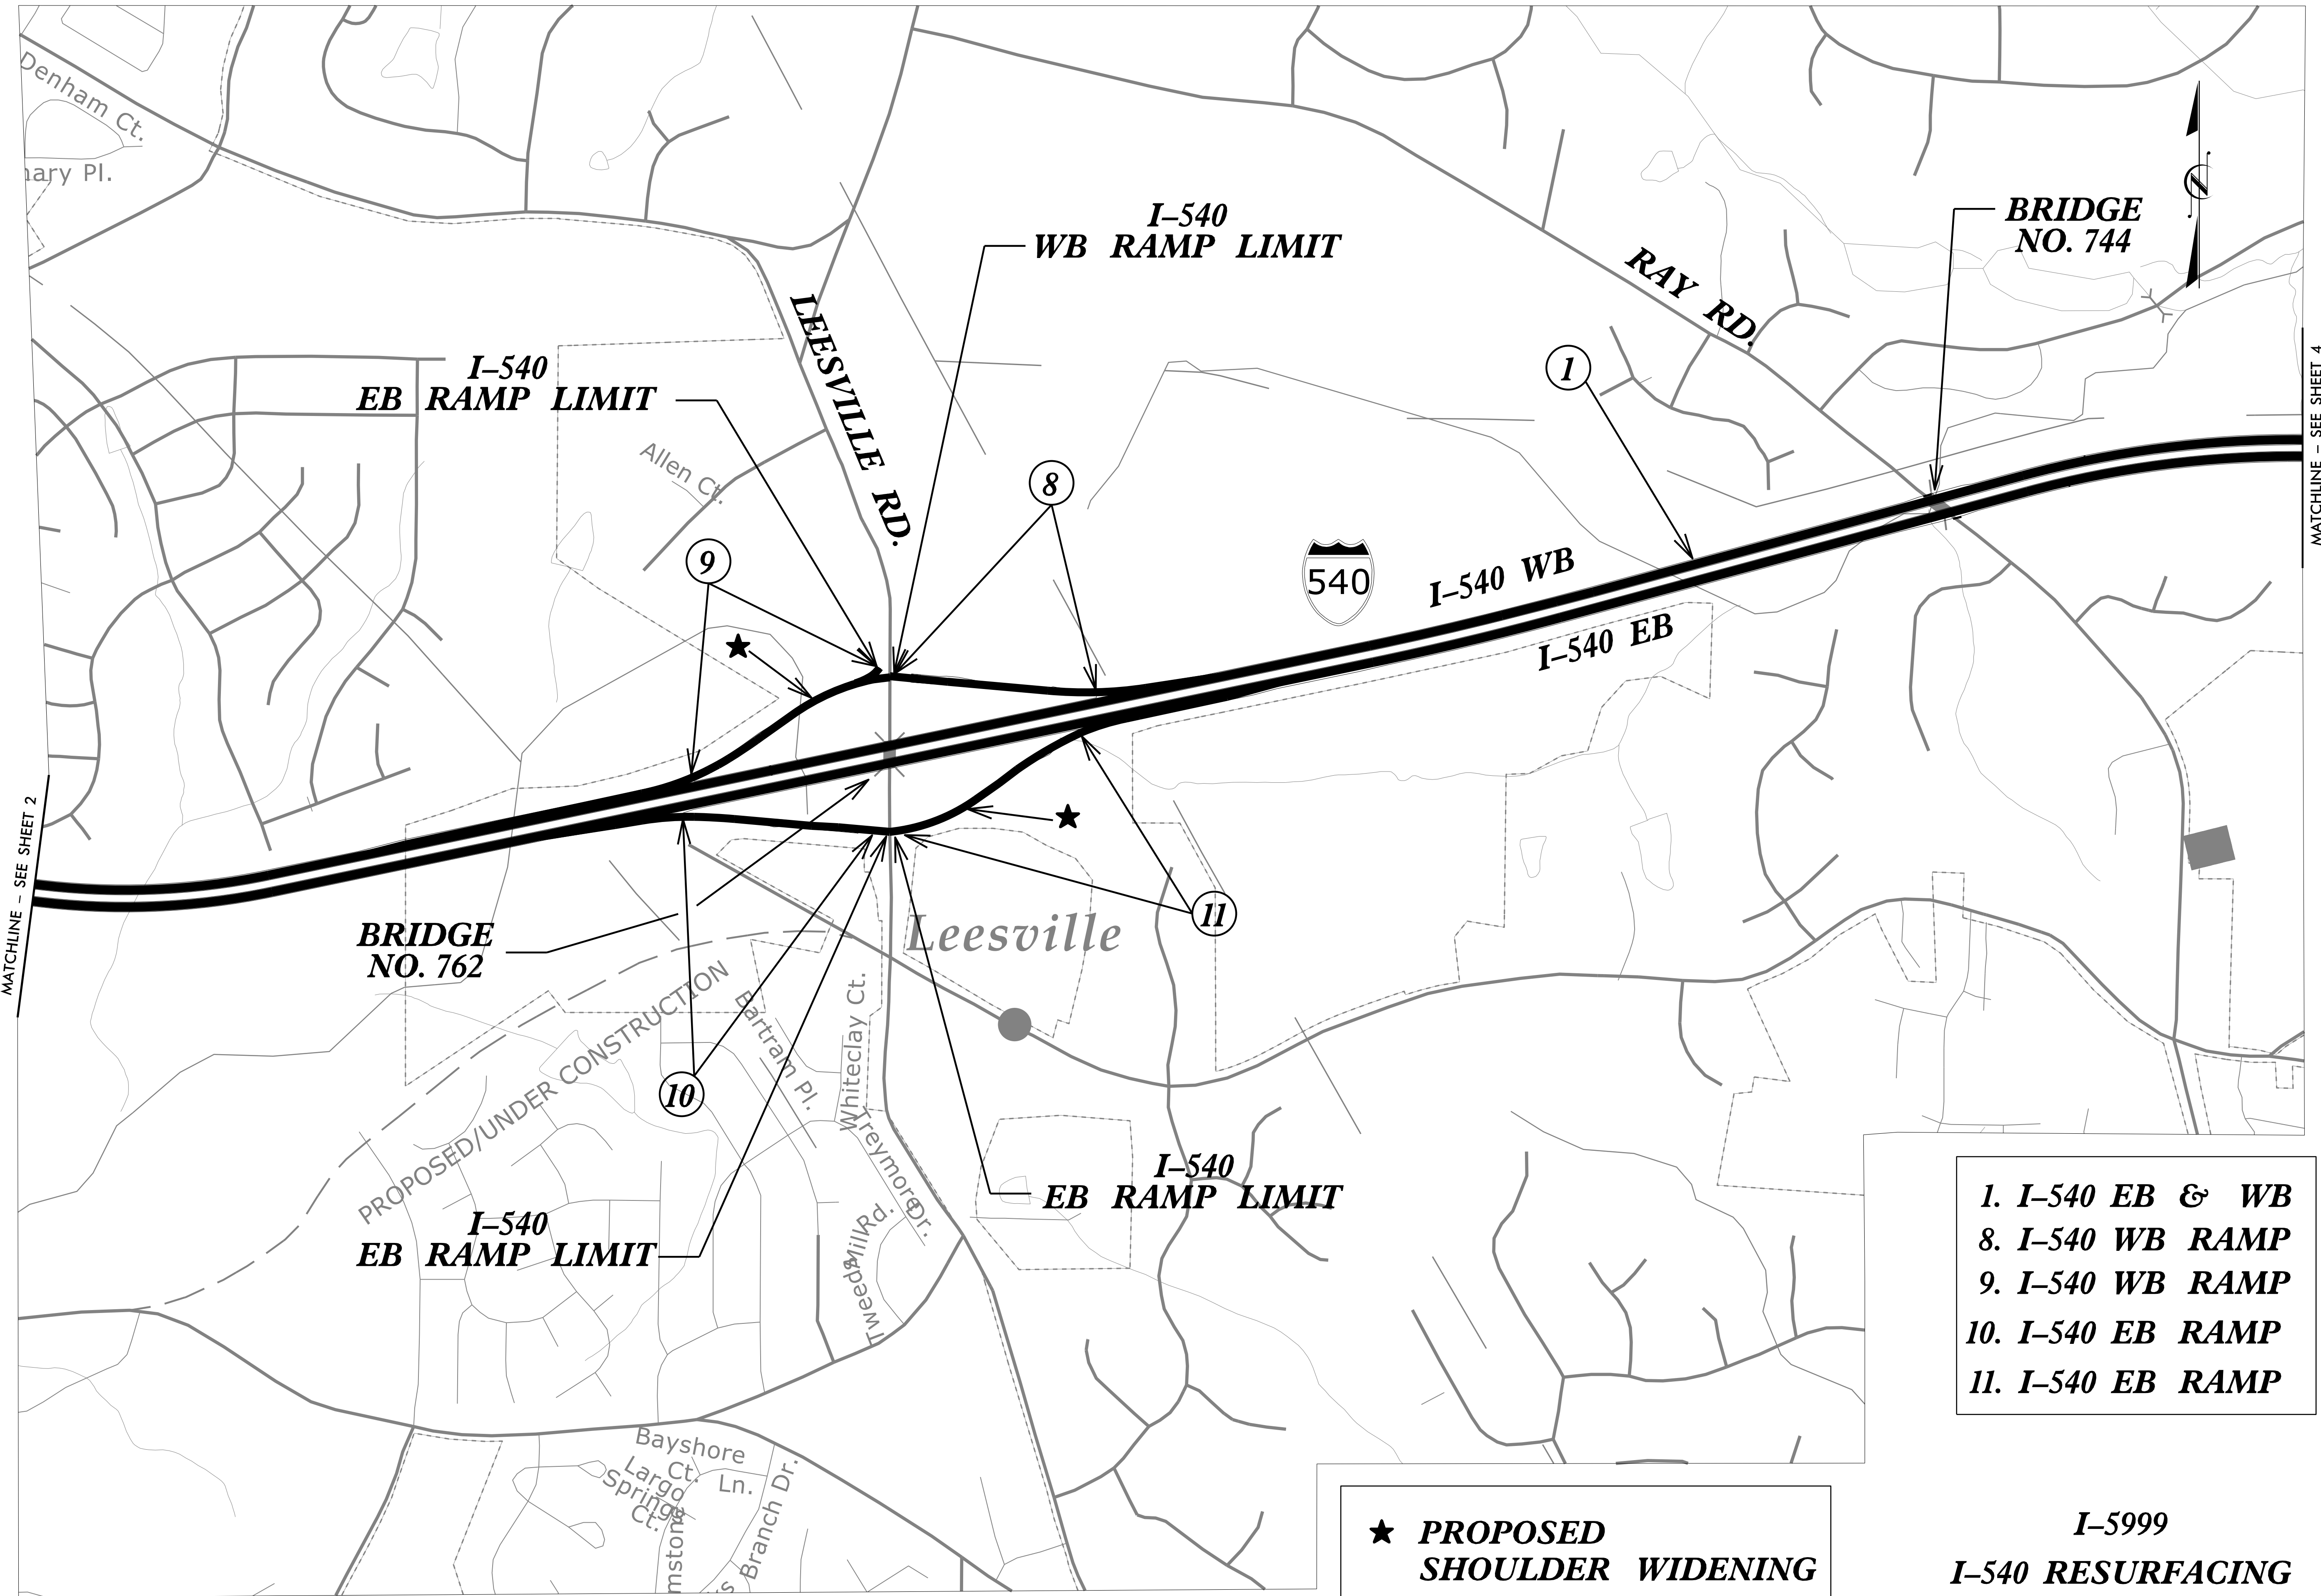 Denham Ct.
Pl.
I–540
WB RAMP LIMIT
BRIDGE
NO. 744
N
RAY RD.
LEESVILLE RD.
I–540
EB RAMP LIMIT
1
MATCHLINE – SEE SHEET 4
Allen Ct.
8
9
540
I–540 WB
I–540 EB
MATCHLINE – SEE SHEET 2
BRIDGE
NO. 762
Leesville
11
PROPOSED/UNDER CONSTRUCTION
Bartram Pl.
Whiteclay Ct.
10
Treymore Dr.
I–540
EB RAMP LIMIT
I–540
EB RAMP LIMIT
Mill Rd.
Bayshore
Ct.
Ln.
Largo
Springs
Ct.
Branch Dr.
1. I–540 EB & WB
8. I–540 WB RAMP
9. I–540 WB RAMP
10. I–540 EB RAMP
11. I–540 EB RAMP
★ PROPOSED
SHOULDER WIDENING
I–5999
I–540 RESURFACING